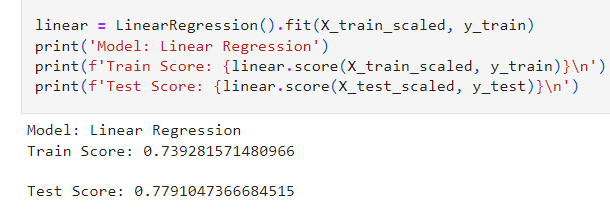 linear = LinearRegression().fit(X_train_scaled, y_train)
print('Model: Linear Regression')
print(f'Train Score: {linear.score(X_train_scaled, y_train)}\n')
print(f'Test Score: {linear.score(X_test_scaled, y_test)}\n')
Model: Linear Regression
Train Score: 0.739281571480966
Test Score: 0.7791047366684515